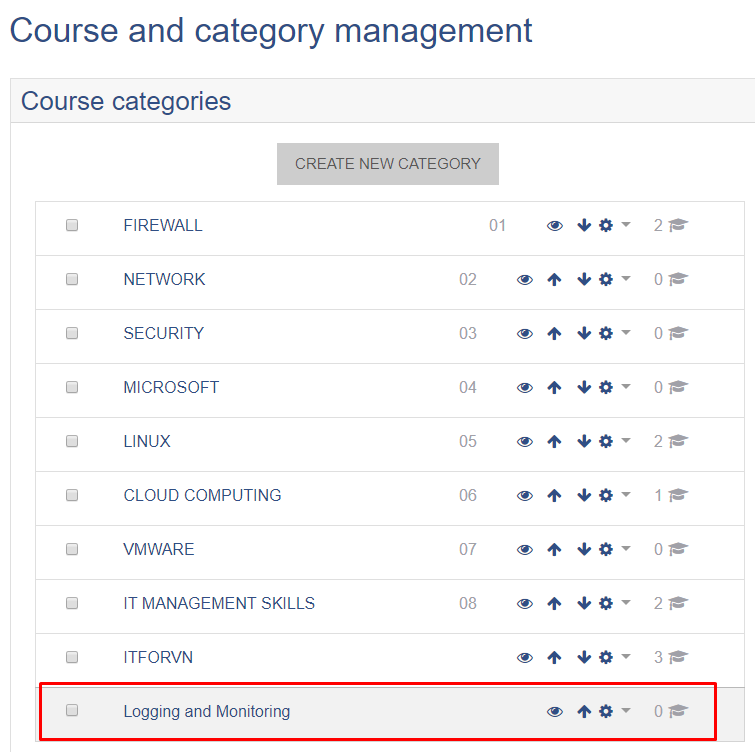 Course and category management
Course categories
CREATE NEW CATEGORY
FIREWALL 01 2
NETWORK 02 0
SECURITY 03 0
MICROSOFT 04 0
LINUX 05 2
CLOUD COMPUTING 06 1
VMWARE 07 0
IT MANAGEMENT SKILLS 08 2
ITFORVN 3
Logging and Monitoring 0